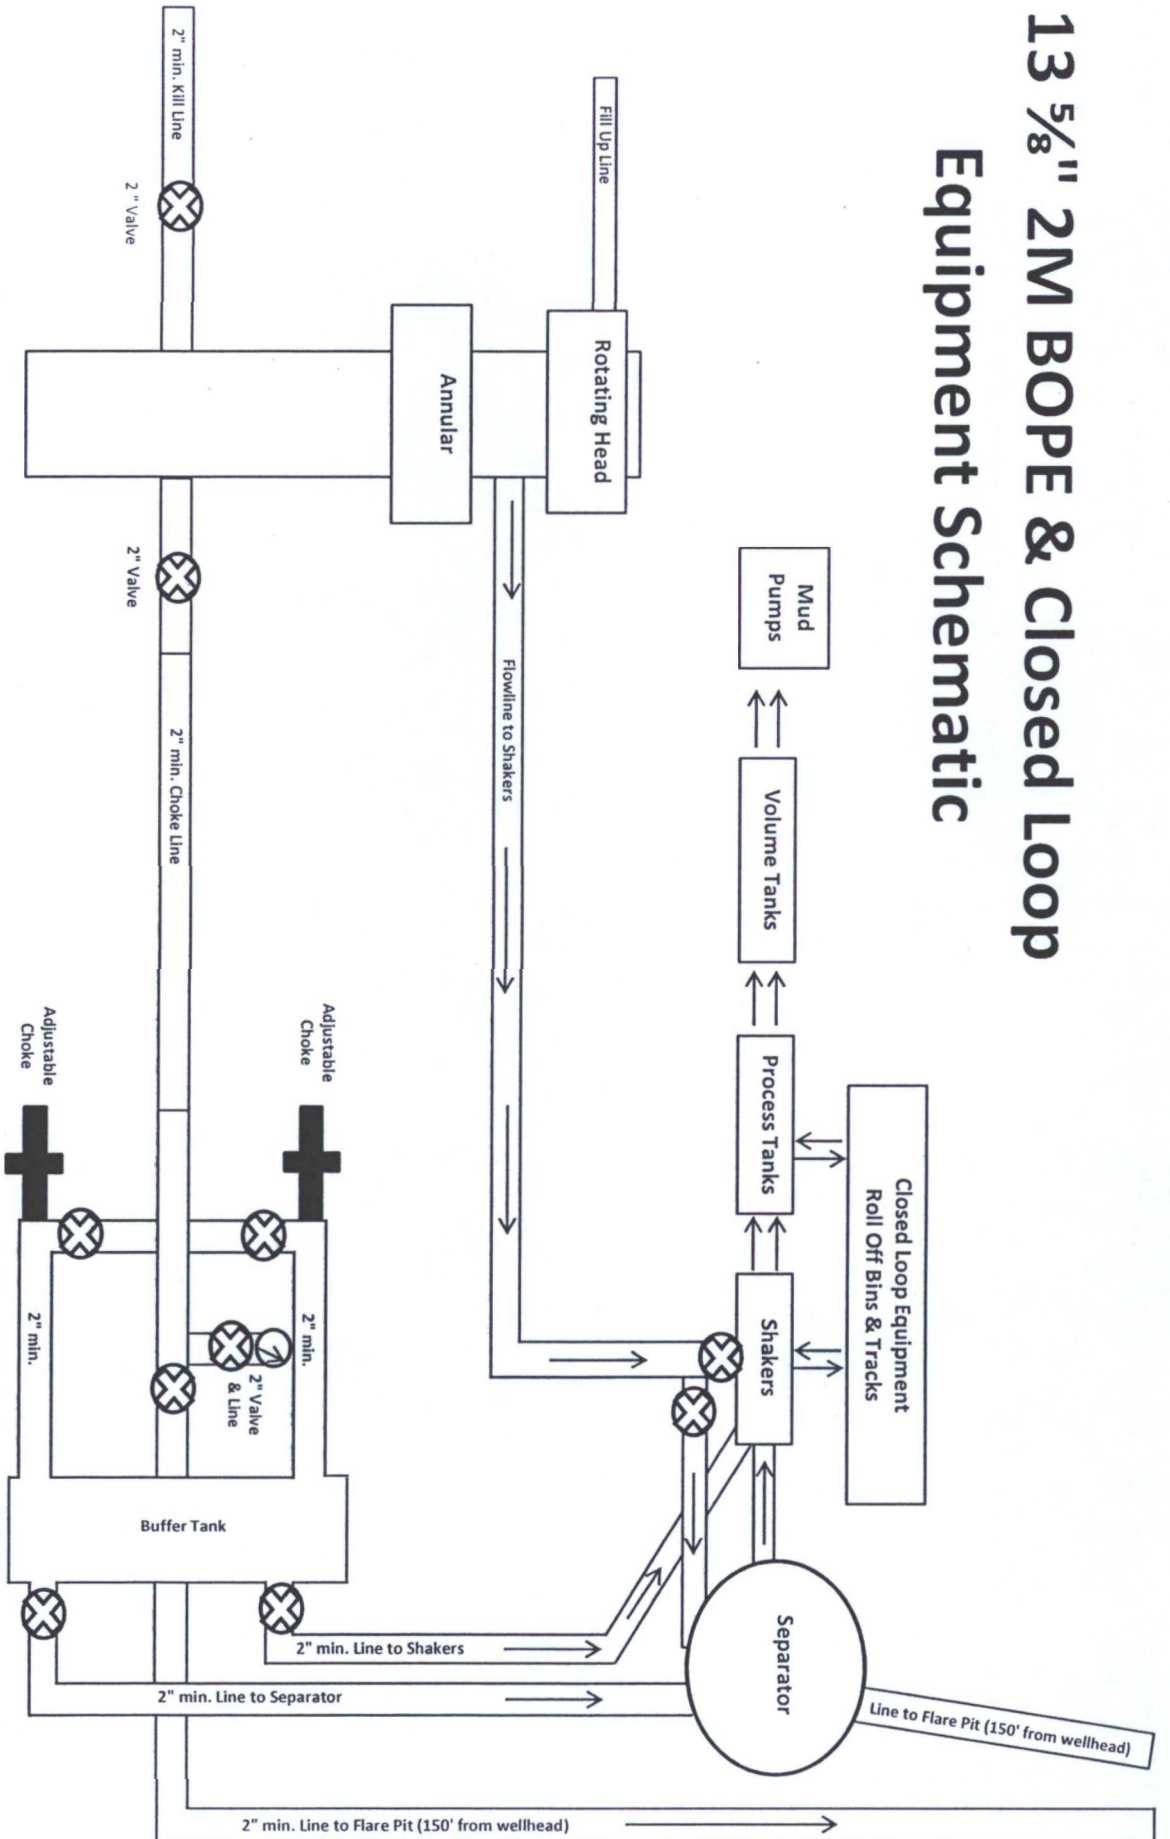 13 ⅝" 2M BOPE & Closed Loop
Equipment Schematic
Fill Up Line
Rotating Head
Annular
2" min. Kill Line
2 " Valve
2" Valve
2" min. Choke Line
Flowline to Shakers
Mud
Pumps
Volume Tanks
Process Tanks
Shakers
Closed Loop Equipment
Roll Off Bins & Tracks
Adjustable
Choke
Adjustable
Choke
2" min.
2" min.
2" Valve
& Line
Buffer Tank
Separator
2" min. Line to Shakers
2" min. Line to Separator
Line to Flare Pit (150' from wellhead)
2" min. Line to Flare Pit (150' from wellhead)